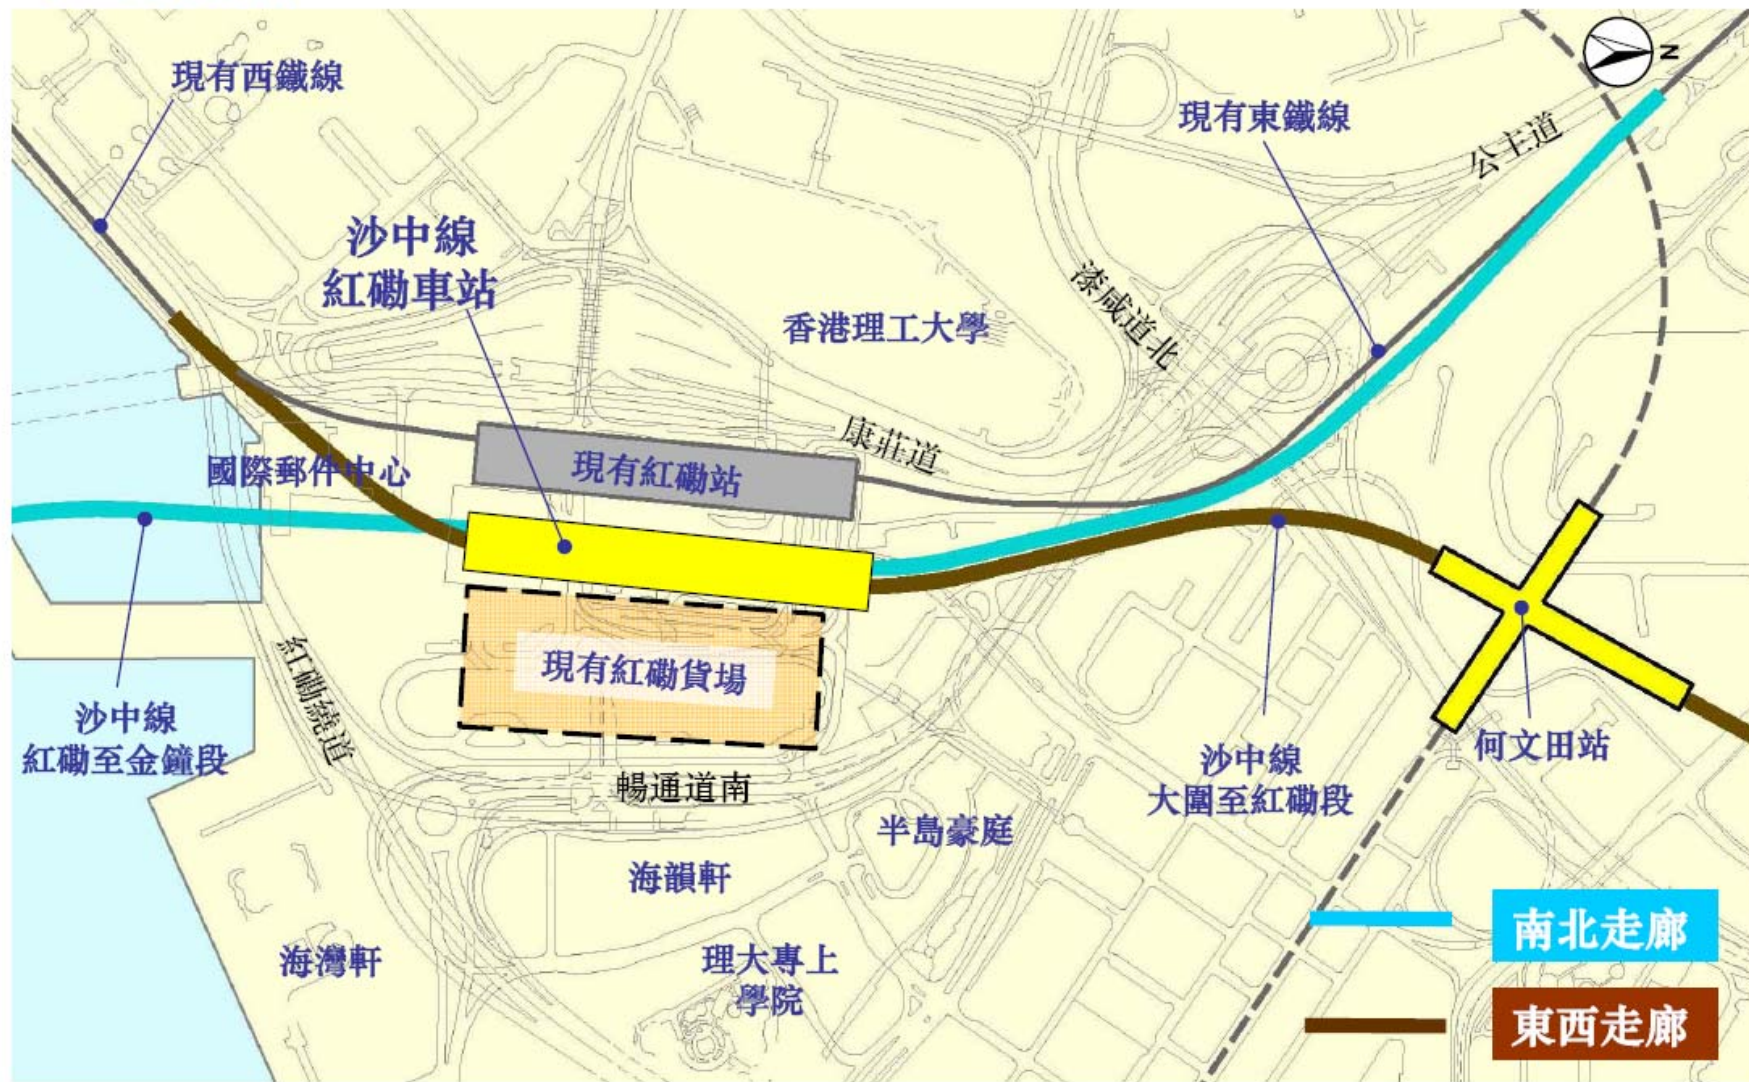 N
現有西鐵線
現有東鐵線
公主道
沙中線
紅磡車站
香港理工大學
漆咸道北
康莊道
國際郵件中心
現有紅磡站
現有紅磡貨場
紅磡繞道
沙中線
紅磡至金鐘段
暢通道南
沙中線
大圍至紅磡段
何文田站
半島豪庭
海韻軒
海灣軒
理大專上
學院
南北走廊
東西走廊